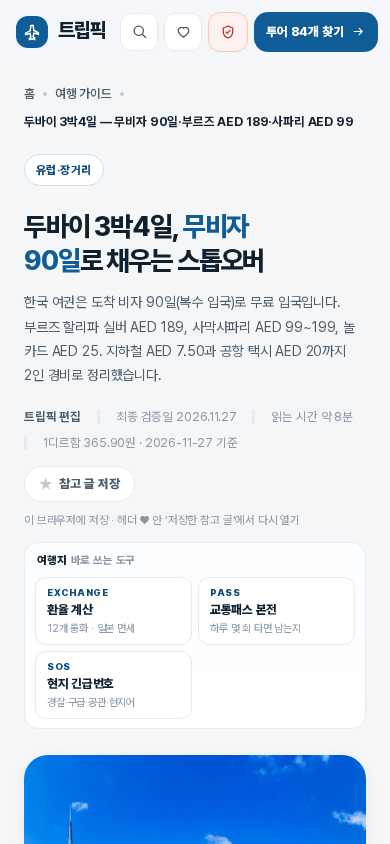 트립픽
투어 84개 찾기 →
홈 • 여행 가이드 •
두바이 3박4일 — 무비자 90일·부르즈 AED 189·사파리 AED 99
유럽·장거리
두바이 3박4일, 무비자
90일로 채우는 스톱오버
한국 여권은 도착 비자 90일(복수 입국)로 무료 입국입니다.
부르즈 할리파 실버 AED 189, 사막사파리 AED 99~199, 놀
카드 AED 25. 지하철 AED 7.50과 공항 택시 AED 20까지
2인 경비로 정리했습니다.
트립픽 편집 | 최종 검증일 2026.11.27 | 읽는 시간 약 8분
| 1디르함 365.90원 · 2026-11-27 기준
★ 참고 글 저장
이 브라우저에 저장 · 헤더 ♥ 안 '저장한 참고 글'에서 다시 열기
여행지 바로 쓰는 도구
EXCHANGE
환율 계산
12개 통화 · 일본 면세
PASS
교통패스 본전
하루 몇 회 타면 남는지
SOS
현지 긴급번호
경찰·구급·공관·현지어